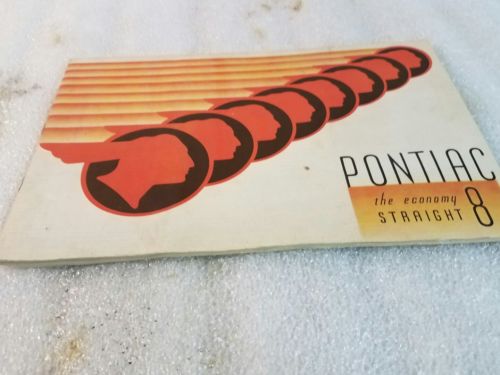 PONTIAC
the economy
STRAIGHT 8